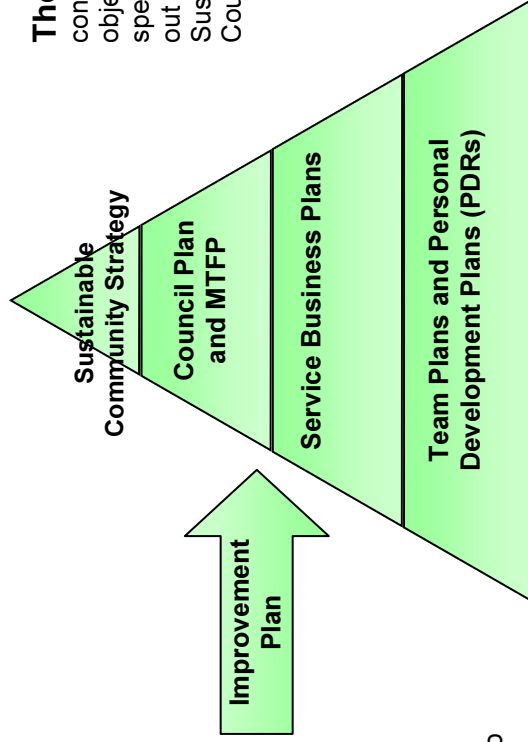 Sustainable
Community Strategy
Council Plan
and MTFP
Service Business Plans
Team Plans and Personal
Development Plans (PDRs)
Improvement
Plan
The
con
obje
spe
out
Sus
Cou